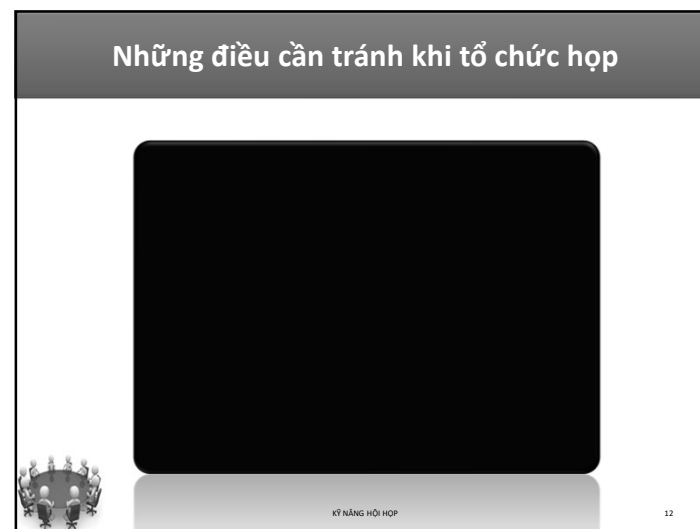 Những điều cần tránh khi tổ chức họp
KỸ NĂNG HỘI HỌP
12